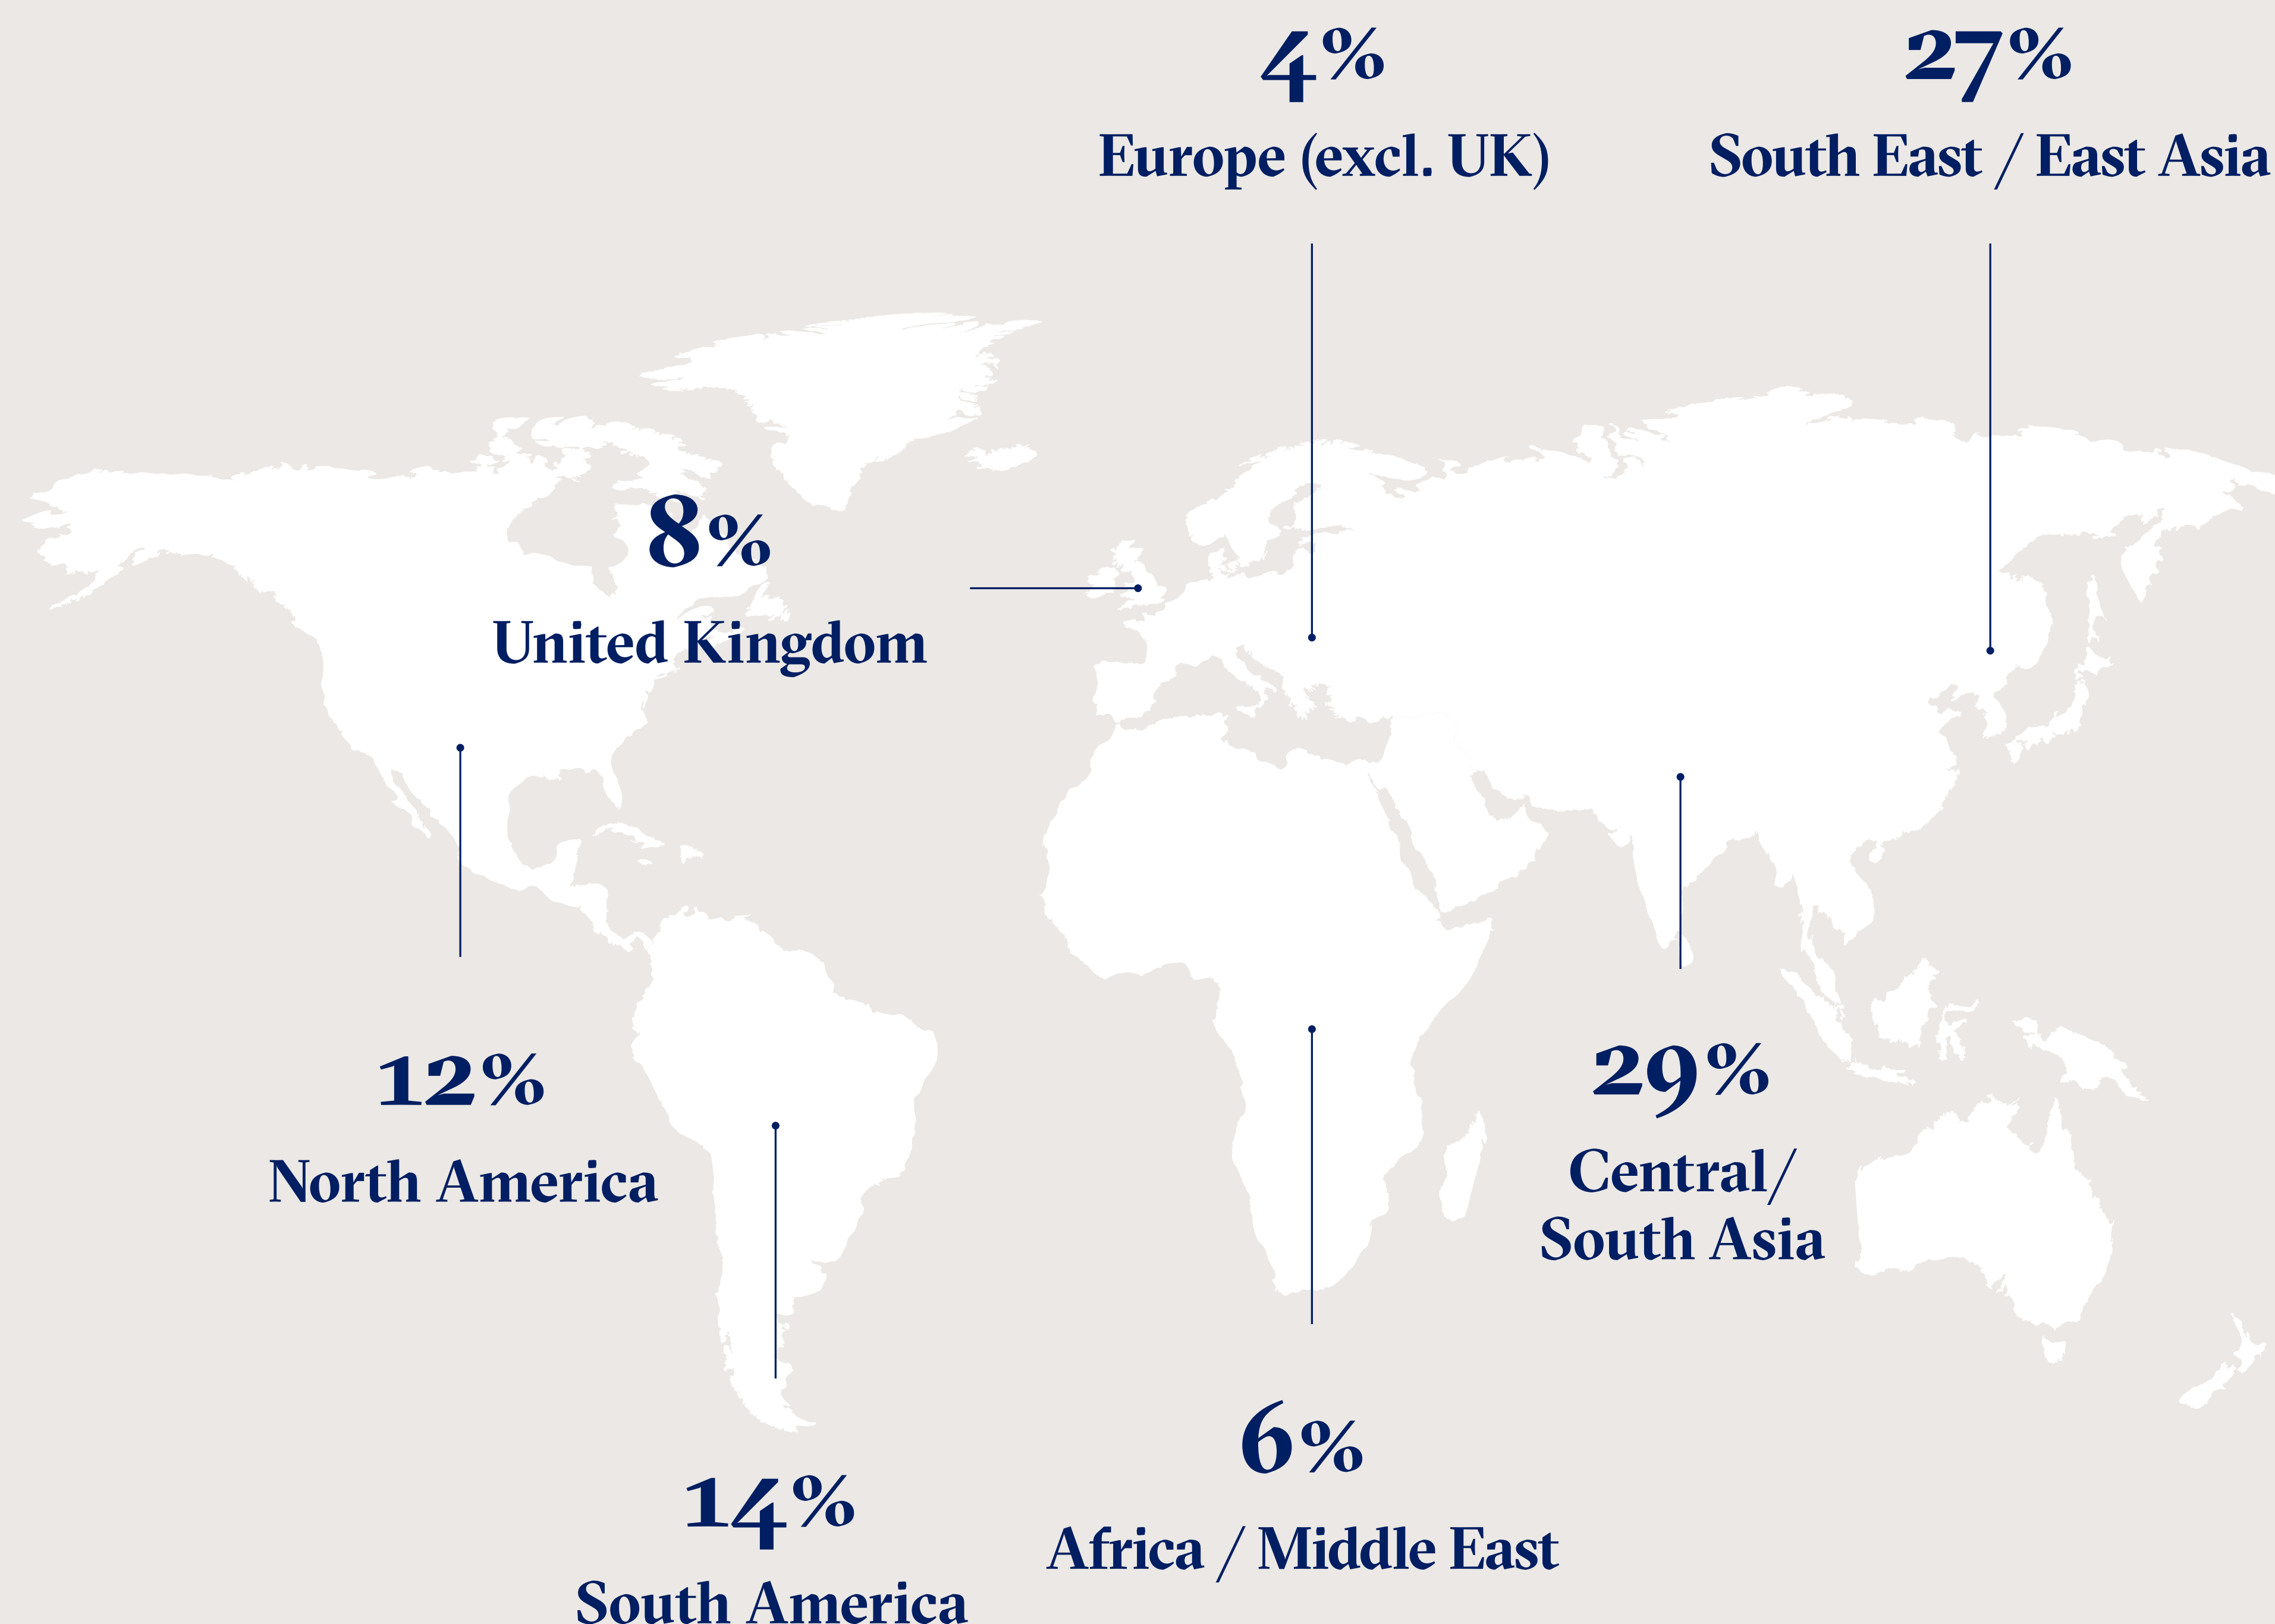 4%
Europe (excl. UK)
27%
South East / East Asia
8%
United Kingdom
12%
North America
29%
Central/
South Asia
14%
South America
6%
Africa / Middle East